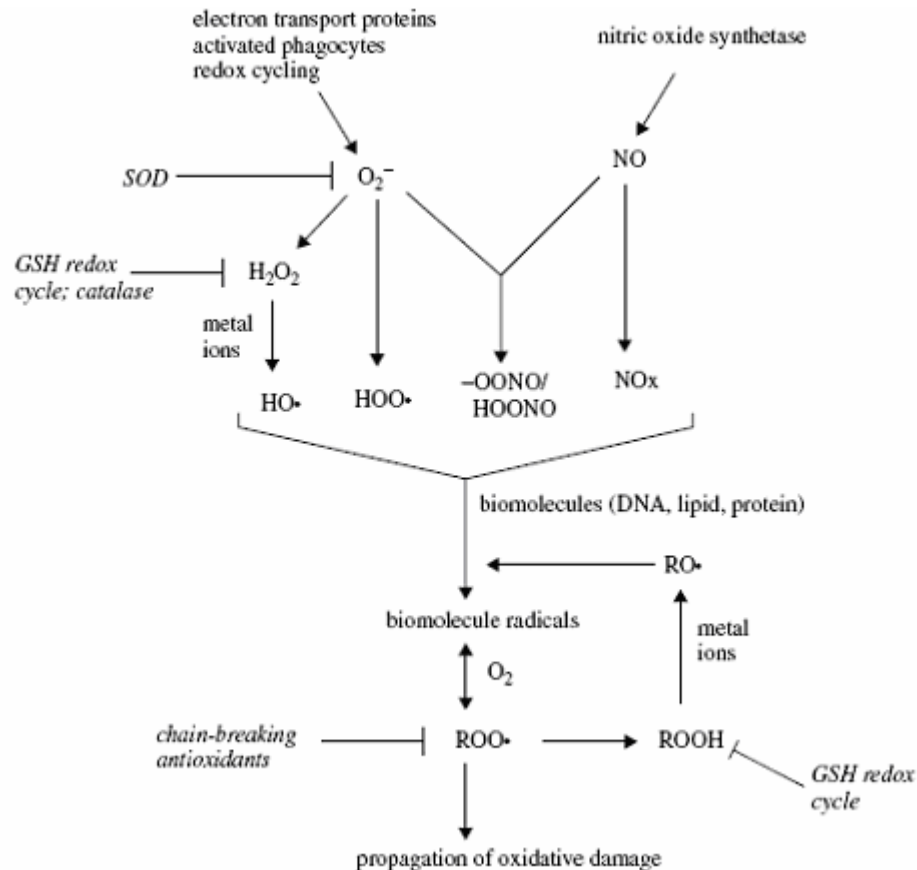 electron transport proteins
activated phagocytes
redox cycling
nitric oxide synthetase
SOD
O₂⁻
NO
GSH redox
cycle; catalase
H₂O₂
metal
ions
HO•
HOO•
–OONO/
HOONO
NOx
biomolecules (DNA, lipid, protein)
RO•
biomolecule radicals
metal
ions
O₂
chain-breaking
antioxidants
ROO•
ROOH
GSH redox
cycle
propagation of oxidative damage